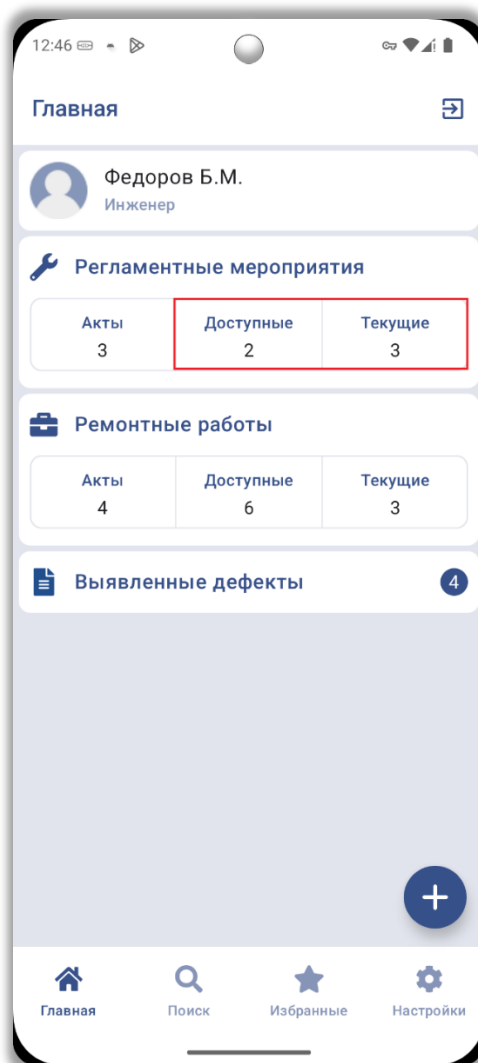 12:46
Главная
Федоров Б.М.
Инженер
Регламентные мероприятия
Акты Доступные Текущие
3 2 3
Ремонтные работы
Акты Доступные Текущие
4 6 3
Выявленные дефекты 4
Главная Поиск Избранные Настройки